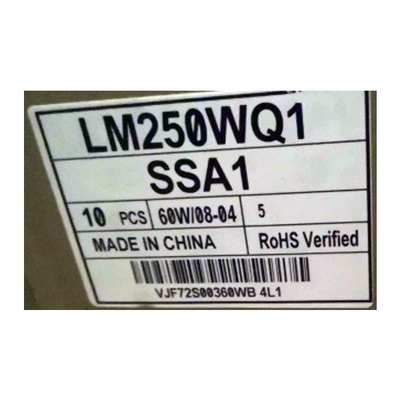 LM250WQ1
SSA1
10 PCS 60W/08-04 5
MADE IN CHINA RoHS Verified
VJF72S00360WB 4L1